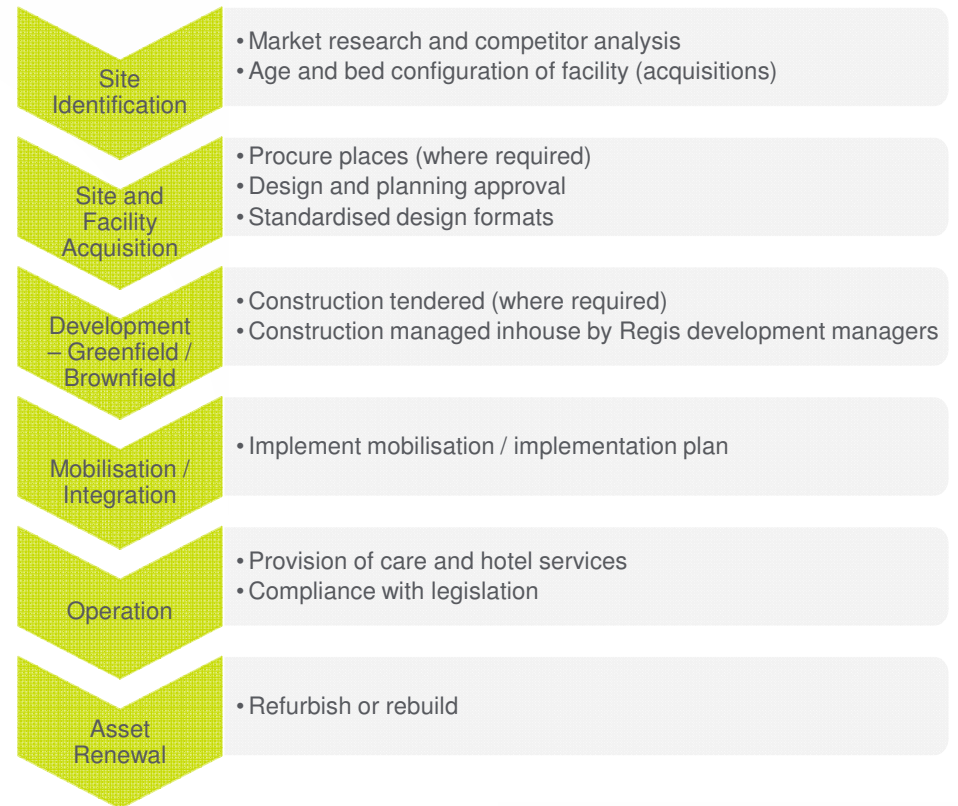 Site
Identification
• Market research and competitor analysis
• Age and bed configuration of facility (acquisitions)
Site and
Facility
Acquisition
• Procure places (where required)
• Design and planning approval
• Standardised design formats
Development
– Greenfield /
Brownfield
• Construction tendered (where required)
• Construction managed inhouse by Regis development managers
Mobilisation /
Integration
• Implement mobilisation / implementation plan
Operation
• Provision of care and hotel services
• Compliance with legislation
Asset
Renewal
• Refurbish or rebuild